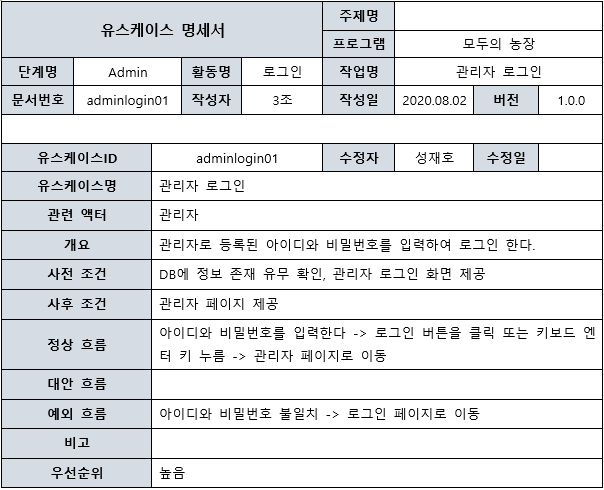 유스케이스 명세서
주제명
프로그램 모두의 농장
단계명 Admin 활동명 로그인 작업명 관리자 로그인
문서번호 adminlogin01 작성자 3조 작성일 2020.08.02 버전 1.0.0
유스케이스ID adminlogin01 수정자 성재호 수정일
유스케이스명 관리자 로그인
관련 액터 관리자
개요 관리자로 등록된 아이디와 비밀번호를 입력하여 로그인 한다.
사전 조건 DB에 정보 존재 유무 확인, 관리자 로그인 화면 제공
사후 조건 관리자 페이지 제공
정상 흐름 아이디와 비밀번호를 입력한다 -> 로그인 버튼을 클릭 또는 키보드 엔
터 키 누름 -> 관리자 페이지로 이동
대안 흐름
예외 흐름 아이디와 비밀번호 불일치 -> 로그인 페이지로 이동
비고
우선순위 높음